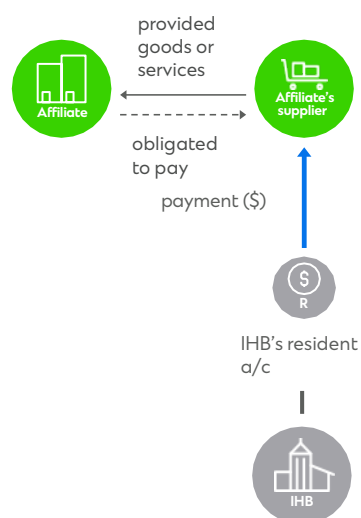 provided
goods or
services
Affiliate
Affiliate's
supplier
obligated
to pay
payment ($)
$
R
IHB's resident
a/c
IHB